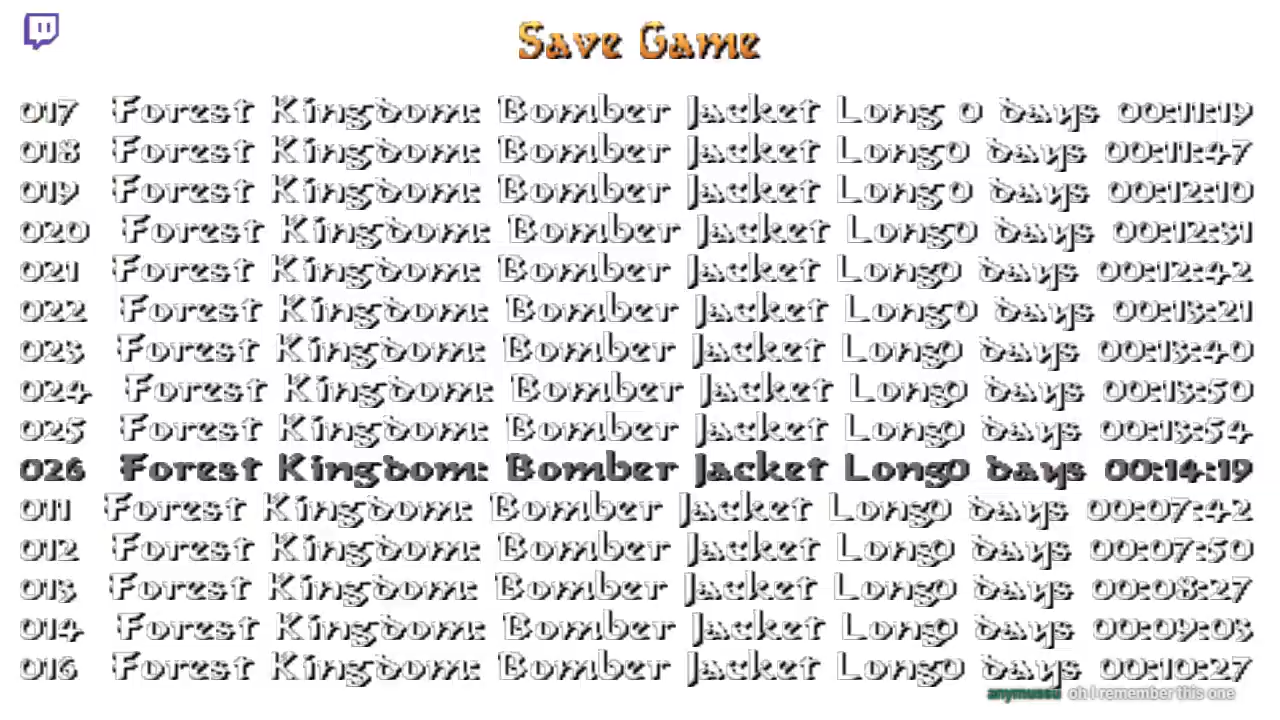 Save Game
017 Forest Kingdom: Bomber Jacket Long 0 days 00:11:19
018 Forest Kingdom: Bomber Jacket Long0 days 00:11:47
019 Forest Kingdom: Bomber Jacket Long0 days 00:12:10
020 Forest Kingdom: Bomber Jacket Long0 days 00:12:31
021 Forest Kingdom: Bomber Jacket Long0 days 00:12:42
022 Forest Kingdom: Bomber Jacket Long0 days 00:13:21
023 Forest Kingdom: Bomber Jacket Long0 days 00:13:40
024 Forest Kingdom: Bomber Jacket Long0 days 00:13:50
025 Forest Kingdom: Bomber Jacket Long0 days 00:13:54
026 Forest Kingdom: Bomber Jacket Long0 days 00:14:19
011 Forest Kingdom: Bomber Jacket Long0 days 00:07:42
012 Forest Kingdom: Bomber Jacket Long0 days 00:07:50
013 Forest Kingdom: Bomber Jacket Long0 days 00:08:27
014 Forest Kingdom: Bomber Jacket Long0 days 00:09:03
016 Forest Kingdom: Bomber Jacket Long0 days 00:10:27
anymussu oh I remember this one